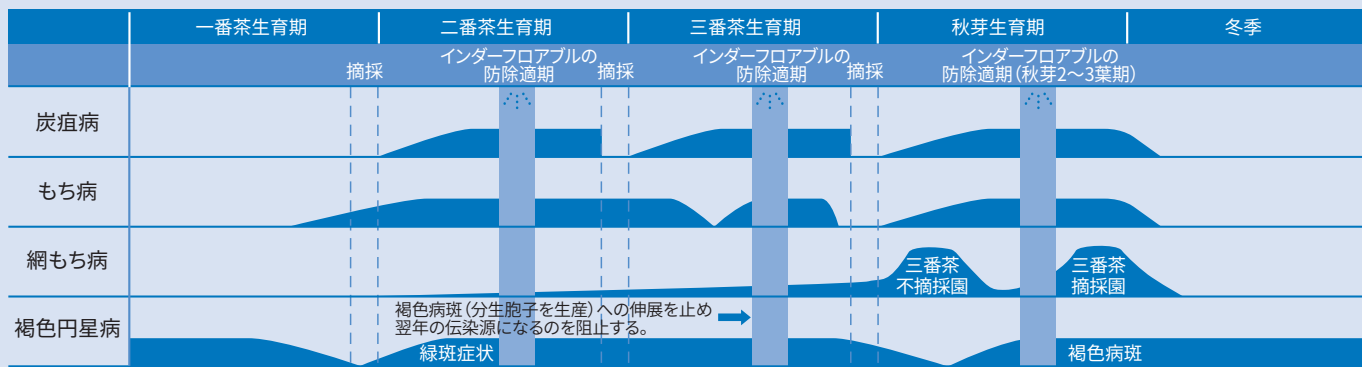 一番茶生育期
二番茶生育期
三番茶生育期
秋芽生育期
冬季
摘採
インダーフロアブルの
防除適期
摘採
インダーフロアブルの
防除適期
摘採
インダーフロアブルの
防除適期(秋芽2〜3葉期)
炭疽病
もち病
網もち病
三番茶
不摘採園
三番茶
摘採園
褐色円星病
褐色病斑(分生胞子を生産)への伸展を止め
翌年の伝染源になるのを阻止する。
緑斑症状
褐色病斑